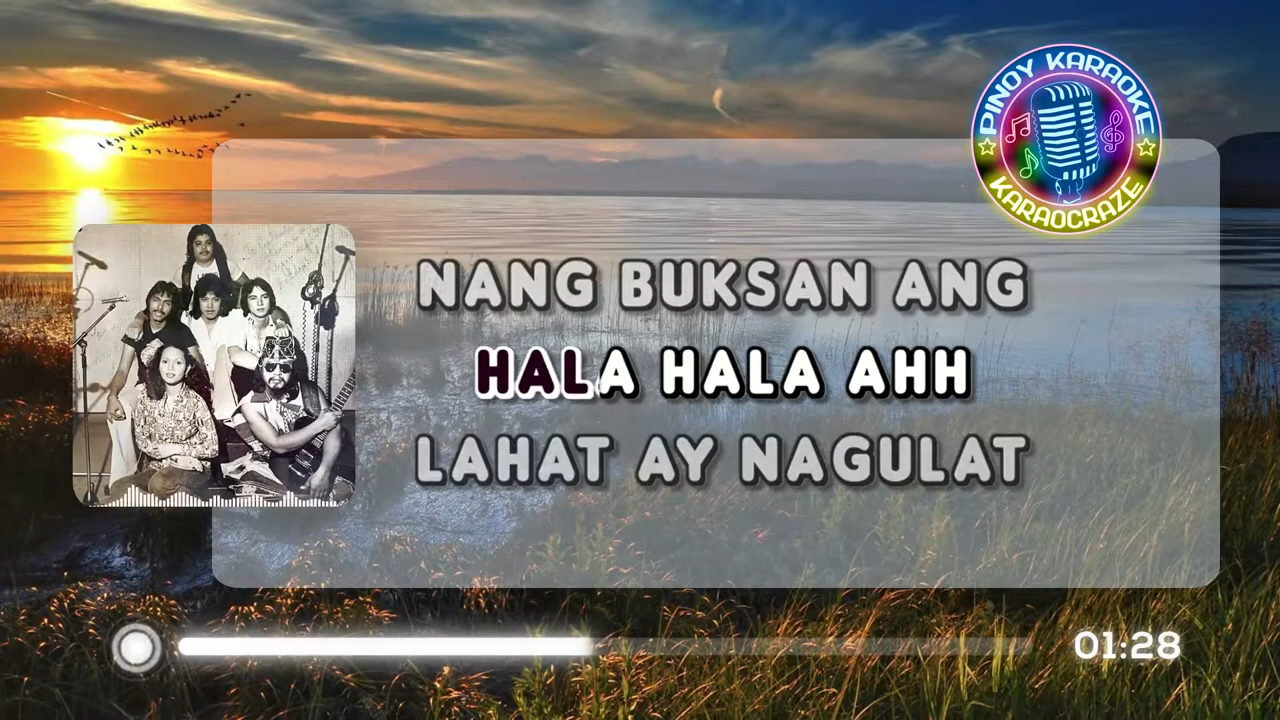 PINOY KARAOKE
KARAOCRAZE
NANG BUKSAN ANG
HALA HALA AHH
LAHAT AY NAGULAT
01:28